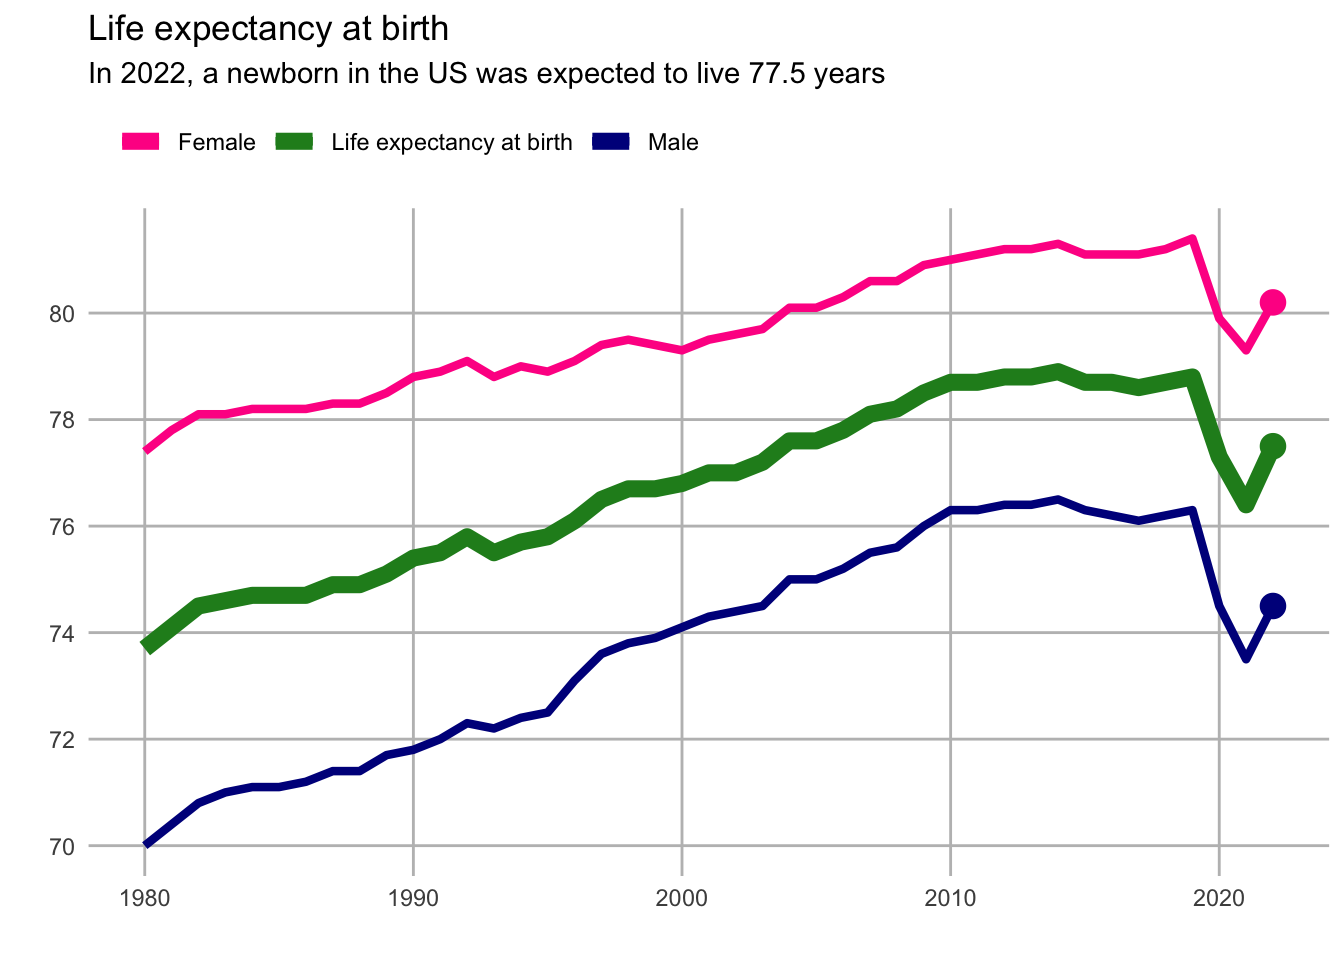 Life expectancy at birth
In 2022, a newborn in the US was expected to live 77.5 years
Female Life expectancy at birth Male
80
78
76
74
72
70
1980 1990 2000 2010 2020